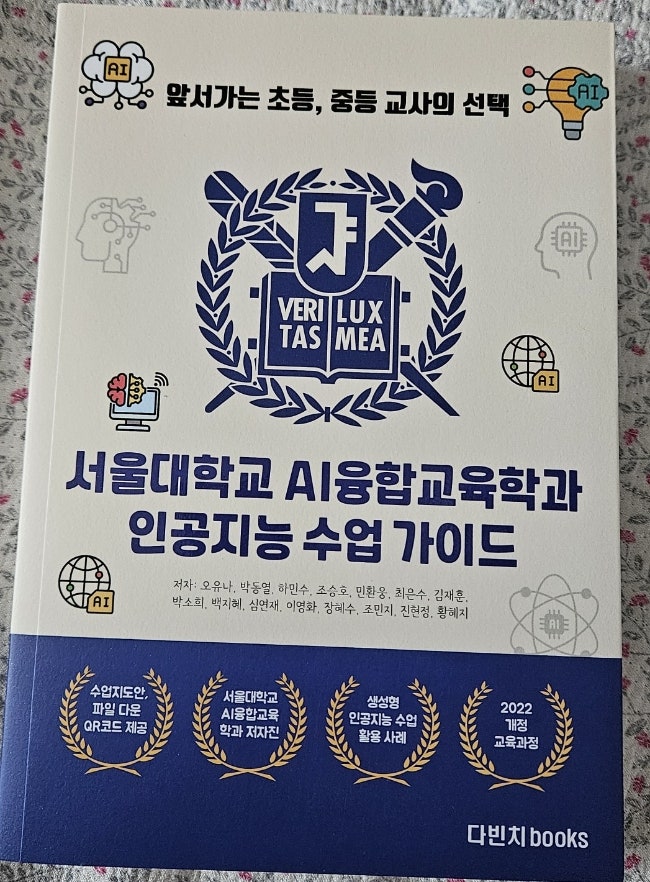 AI
앞서가는 초등, 중등 교사의 선택
AI
AI
VERI LUX
TAS MEA
AI
서울대학교 AI융합교육학과
인공지능 수업 가이드
저자: 오유나, 박동열, 하민수, 조승호, 민환웅, 최은수, 김재훈,
박소희, 백지혜, 심연재, 이영화, 장혜수, 조민지, 진현정, 황혜지
AI
AI
수업지도안,
파일 다운
QR코드 제공
서울대학교
AI융합교육
학과 저자진
생성형
인공지능 수업
활용 사례
2022
개정
교육과정
다빈치books